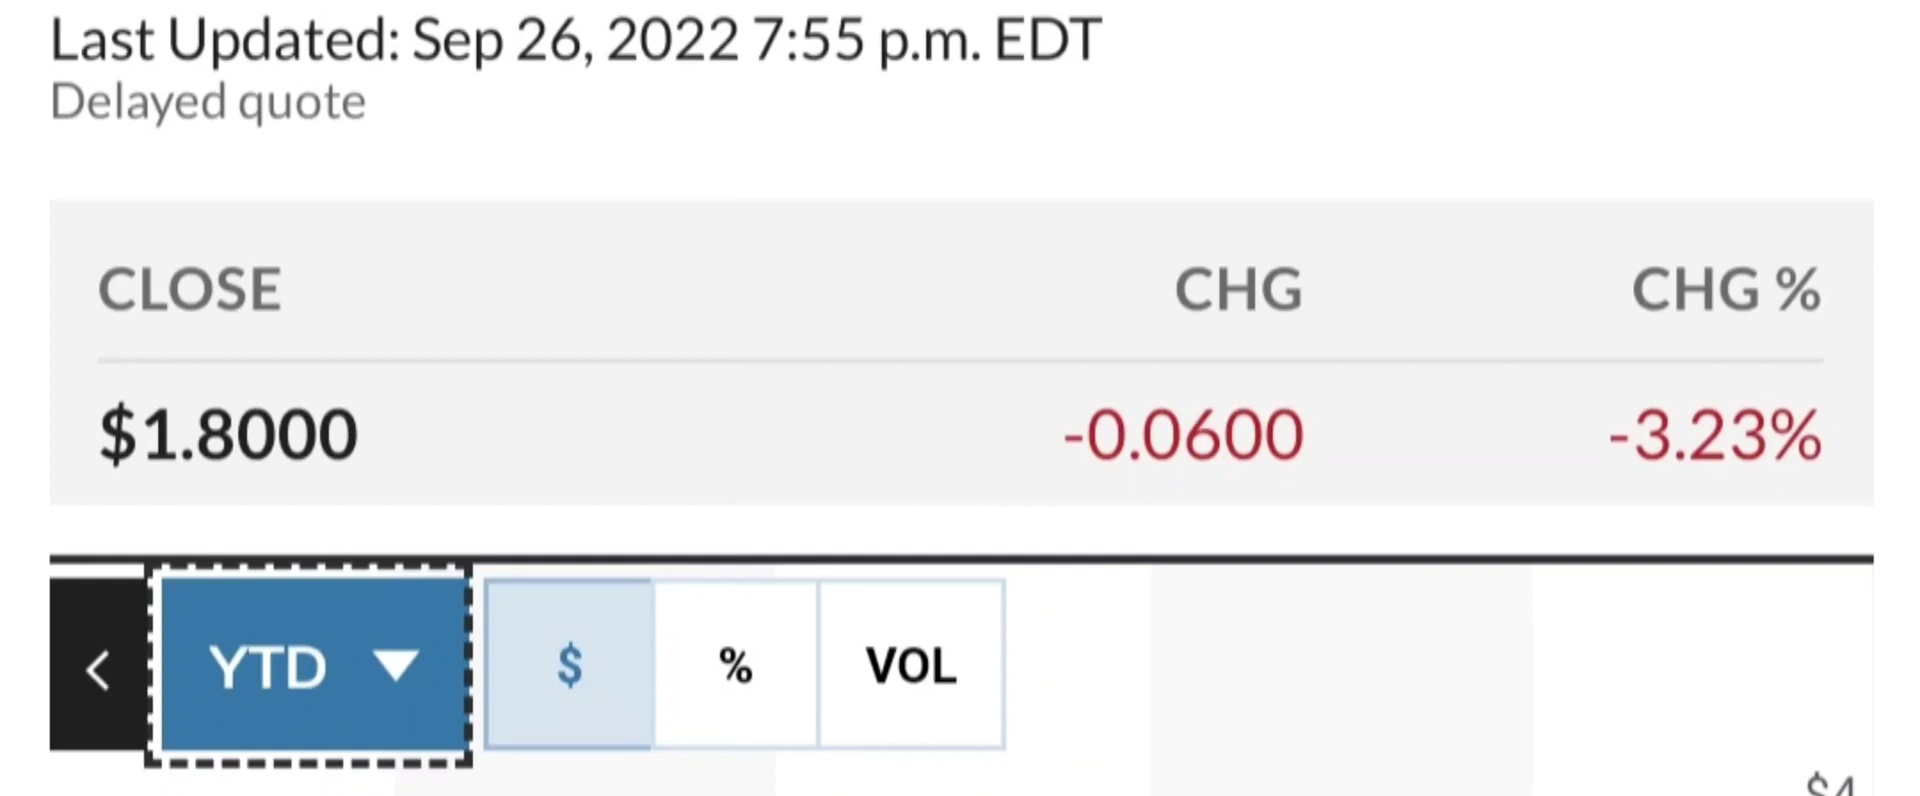 Last Updated: Sep 26, 2022 7:55 p.m. EDT
Delayed quote
CLOSE CHG CHG %
$1.8000 -0.0600 -3.23%
< YTD ▼ $ % VOL
$4